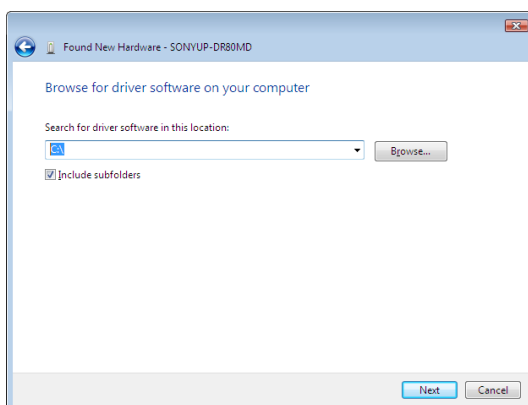 Found New Hardware - SONYUP-DR80MD
Browse for driver software on your computer
Search for driver software in this location:
C:\
Browse...
Include subfolders
Next
Cancel